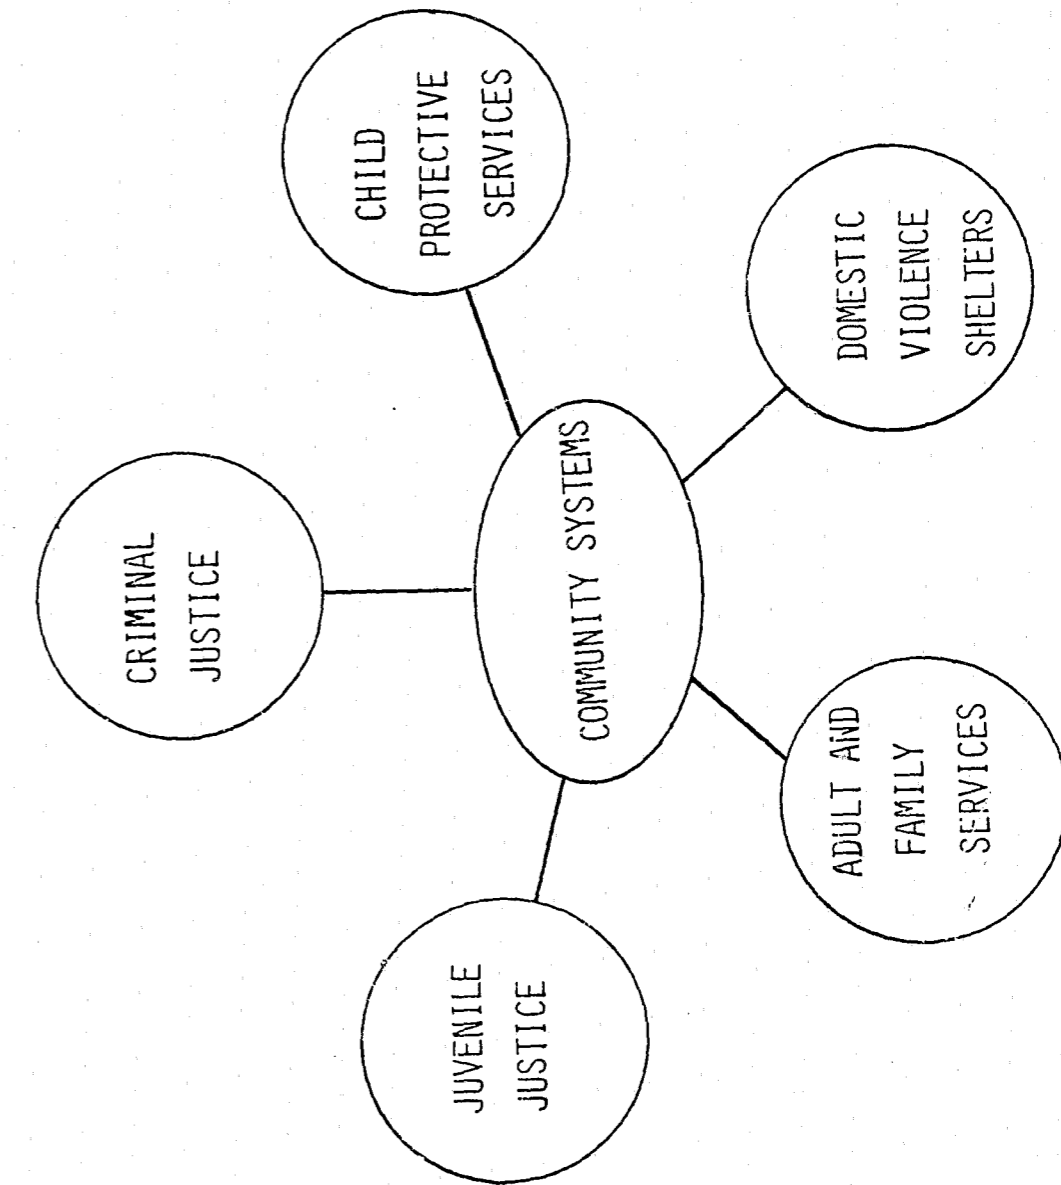 CRIMINAL
JUSTICE
JUVENILE
JUSTICE
CHILD
PROTECTIVE
SERVICES
COMMUNITY SYSTEMS
ADULT AND
FAMILY
SERVICES
DOMESTIC
VIOLENCE
SHELTERS